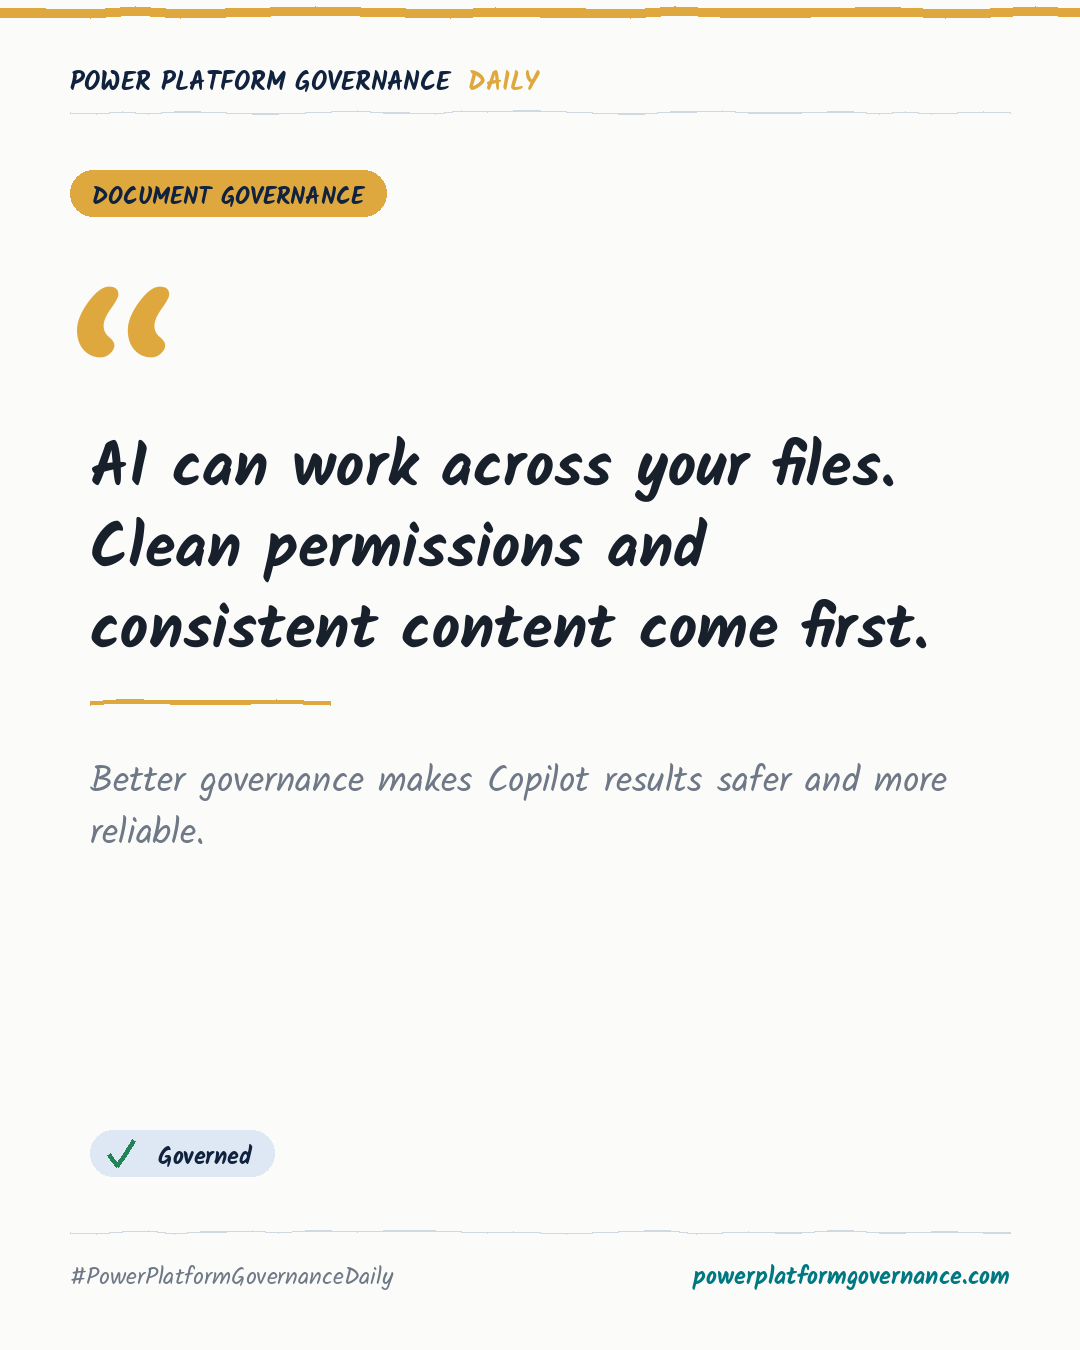 POWER PLATFORM GOVERNANCE DAILY
DOCUMENT GOVERNANCE
“
AI can work across your files.
Clean permissions and
consistent content come first.
Better governance makes Copilot results safer and more
reliable.
✓ Governed
#PowerPlatformGovernanceDaily
powerplatformgovernance.com